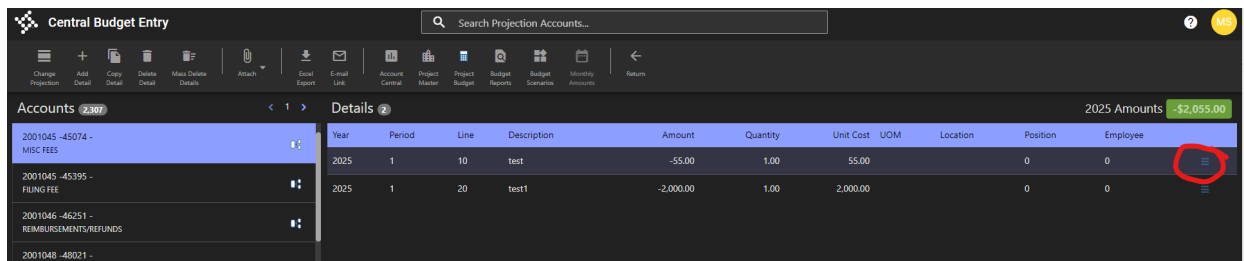 Central Budget Entry
Search Projection Accounts...
?
MS
Change Projection
Add Detail
Copy Detail
Delete Detail
Mass Delete Details
Attach
Excel Export
E-mail Link
Account Central
Project Master
Project Budget
Budget Reports
Budget Scenarios
Monthly Amounts
Return
Accounts 2,307 < 1 >
Details 2
2025 Amounts -$2,055.00
2001045 -45074 -
MISC FEES
2001045 -45395 -
FILING FEE
2001046 -46251 -
REIMBURSEMENTS/REFUNDS
2001048 -48021 -
Year Period Line Description Amount Quantity Unit Cost UOM Location Position Employee
2025 1 10 test -55.00 1.00 55.00 0 0
2025 1 20 test1 -2,000.00 1.00 2,000.00 0 0